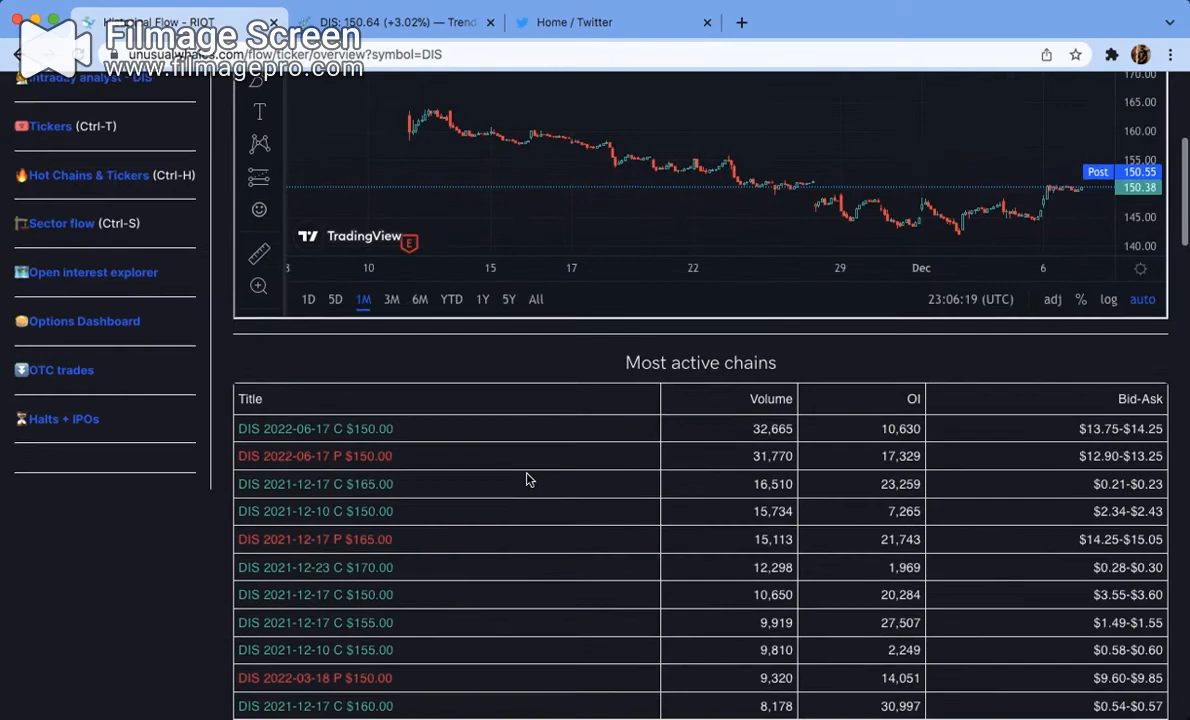 Historical Flow - RIOT
DIS: 150.64 (+3.02%) — Trend
Home / Twitter
Filmage Screen
www.filmagepro.com
unusualwhales.com/flow/ticker/overview?symbol=DIS
Intraday analyst - DIS
Tickers (Ctrl-T)
Hot Chains & Tickers (Ctrl-H)
Sector flow (Ctrl-S)
Open interest explorer
Options Dashboard
OTC trades
Halts + IPOs
170.00
165.00
160.00
155.00
Post 150.55
150.38
145.00
140.00
TradingView
E
10 15 17 22 29 Dec 6
1D 5D 1M 3M 6M YTD 1Y 5Y All 23:06:19 (UTC) adj % log auto
Most active chains
Title Volume OI Bid-Ask
DIS 2022-06-17 C $150.00 32,665 10,630 $13.75-$14.25
DIS 2022-06-17 P $150.00 31,770 17,329 $12.90-$13.25
DIS 2021-12-17 C $165.00 16,510 23,259 $0.21-$0.23
DIS 2021-12-10 C $150.00 15,734 7,265 $2.34-$2.43
DIS 2021-12-17 P $165.00 15,113 21,743 $14.25-$15.05
DIS 2021-12-23 C $170.00 12,298 1,969 $0.28-$0.30
DIS 2021-12-17 C $150.00 10,650 20,284 $3.55-$3.60
DIS 2021-12-17 C $155.00 9,919 27,507 $1.49-$1.55
DIS 2021-12-10 C $155.00 9,810 2,249 $0.58-$0.60
DIS 2022-03-18 P $150.00 9,320 14,051 $9.60-$9.85
DIS 2021-12-17 C $160.00 8,178 30,997 $0.54-$0.57